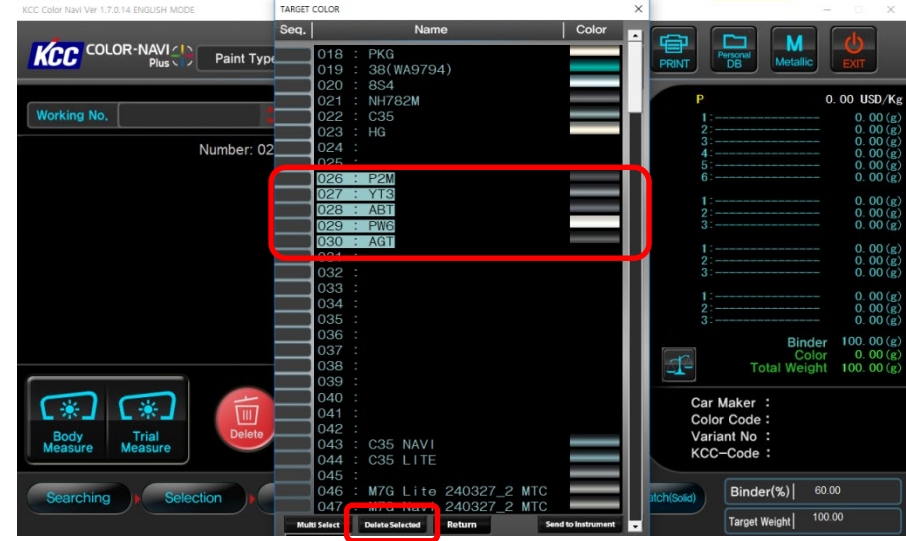 KCC Color Navi Ver 1.7.0.14 ENGLISH MODE
TARGET COLOR
Seq. Name Color
KCC COLOR-NAVI Plus
Paint Type
PRINT
Personal DB
M Metallic
EXIT
Working No.
Number: 02
018 : PKG
019 : 38(WA9794)
020 : 8S4
021 : NH782M
022 : C35
023 : HG
024 :
025 :
026 : P2M
027 : YT3
028 : ABT
029 : PW6
030 : AGT
031 :
032 :
033 :
034 :
035 :
036 :
037 :
038 :
039 :
040 :
041 :
042 :
043 : C35 NAVI
044 : C35 LITE
045 :
046 : M7G Lite 240327_2 MTC
047 : M7G Navi 240327_2 MTC
Multi Select
Delete Selected
Return
Send to Instrument
P 0.00 USD/Kg
1: 0.00(g)
2: 0.00(g)
3: 0.00(g)
4: 0.00(g)
5: 0.00(g)
6: 0.00(g)
1: 0.00(g)
2: 0.00(g)
3: 0.00(g)
1: 0.00(g)
2: 0.00(g)
3: 0.00(g)
1: 0.00(g)
2: 0.00(g)
3: 0.00(g)
Binder 100.00(g)
Color 0.00(g)
Total Weight 100.00(g)
Body Measure
Trial Measure
Delete
Car Maker :
Color Code :
Variant No :
KCC-Code :
Searching
Selection
atch(Solid)
Binder(%) 60.00
Target Weight 100.00